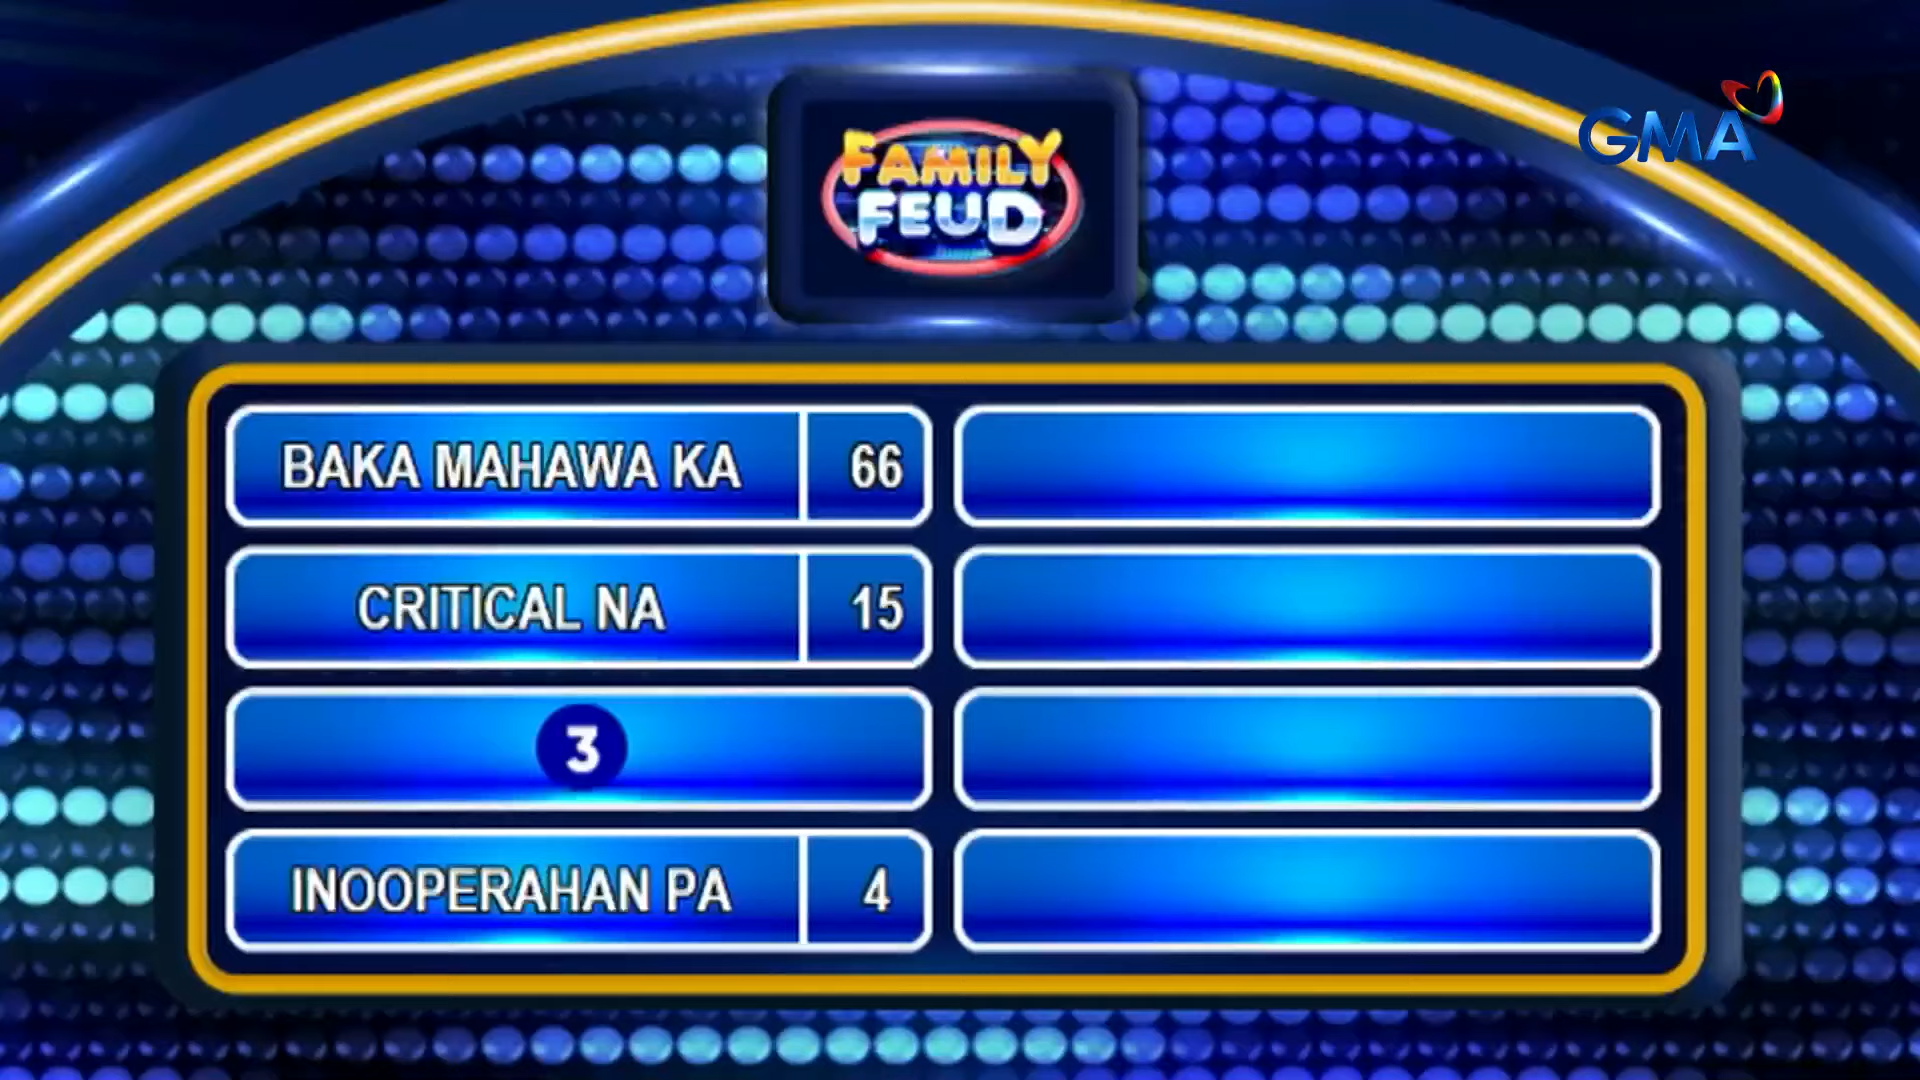 FAMILY
FEUD
GMA
BAKA MAHAWA KA 66
CRITICAL NA 15
3
INOOPERAHAN PA 4